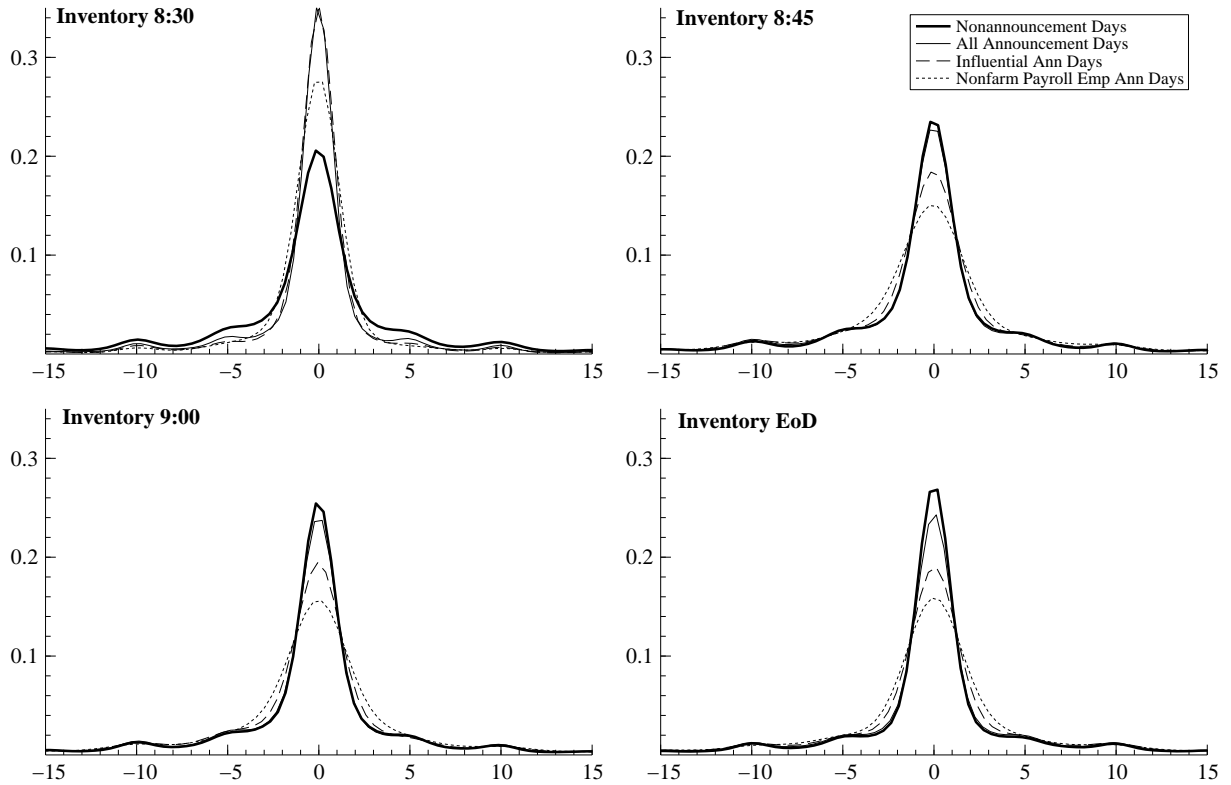 Inventory 8:30
0.3
0.2
0.1
−15 −10 −5 0 5 10 15
Inventory 8:45
Nonannouncement Days
All Announcement Days
Influential Ann Days
Nonfarm Payroll Emp Ann Days
0.3
0.2
0.1
−15 −10 −5 0 5 10 15
Inventory 9:00
0.3
0.2
0.1
−15 −10 −5 0 5 10 15
Inventory EoD
0.3
0.2
0.1
−15 −10 −5 0 5 10 15